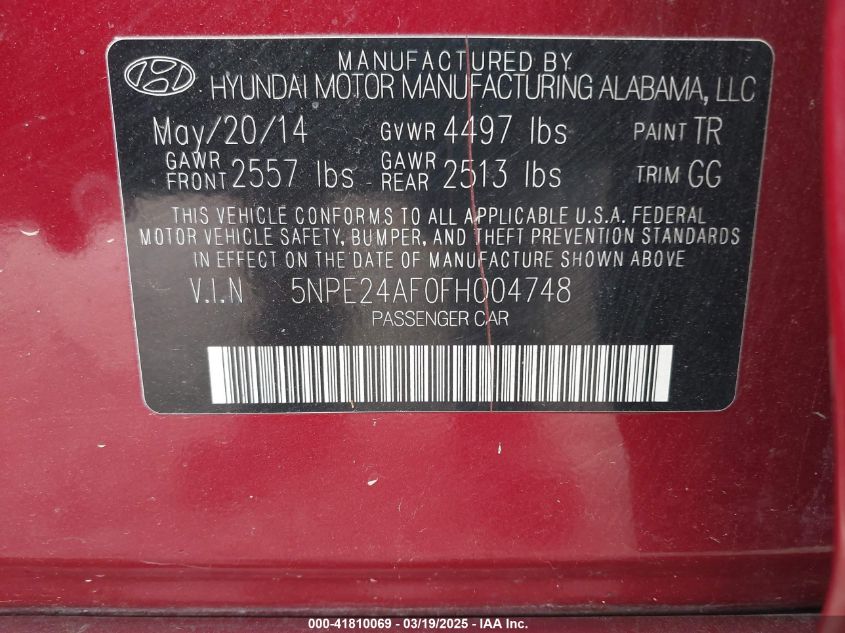 MANUFACTURED BY
HYUNDAI MOTOR MANUFACTURING ALABAMA, LLC
May/20/14 GVWR 4497 lbs PAINT TR
GAWR FRONT 2557 lbs GAWR REAR 2513 lbs TRIM GG
THIS VEHICLE CONFORMS TO ALL APPLICABLE U.S.A. FEDERAL
MOTOR VEHICLE SAFETY, BUMPER, AND THEFT PREVENTION STANDARDS
IN EFFECT ON THE DATE OF MANUFACTURE SHOWN ABOVE
V.I.N 5NPE24AF0FH004748
PASSENGER CAR
000-41810069 - 03/19/2025 - IAA Inc.